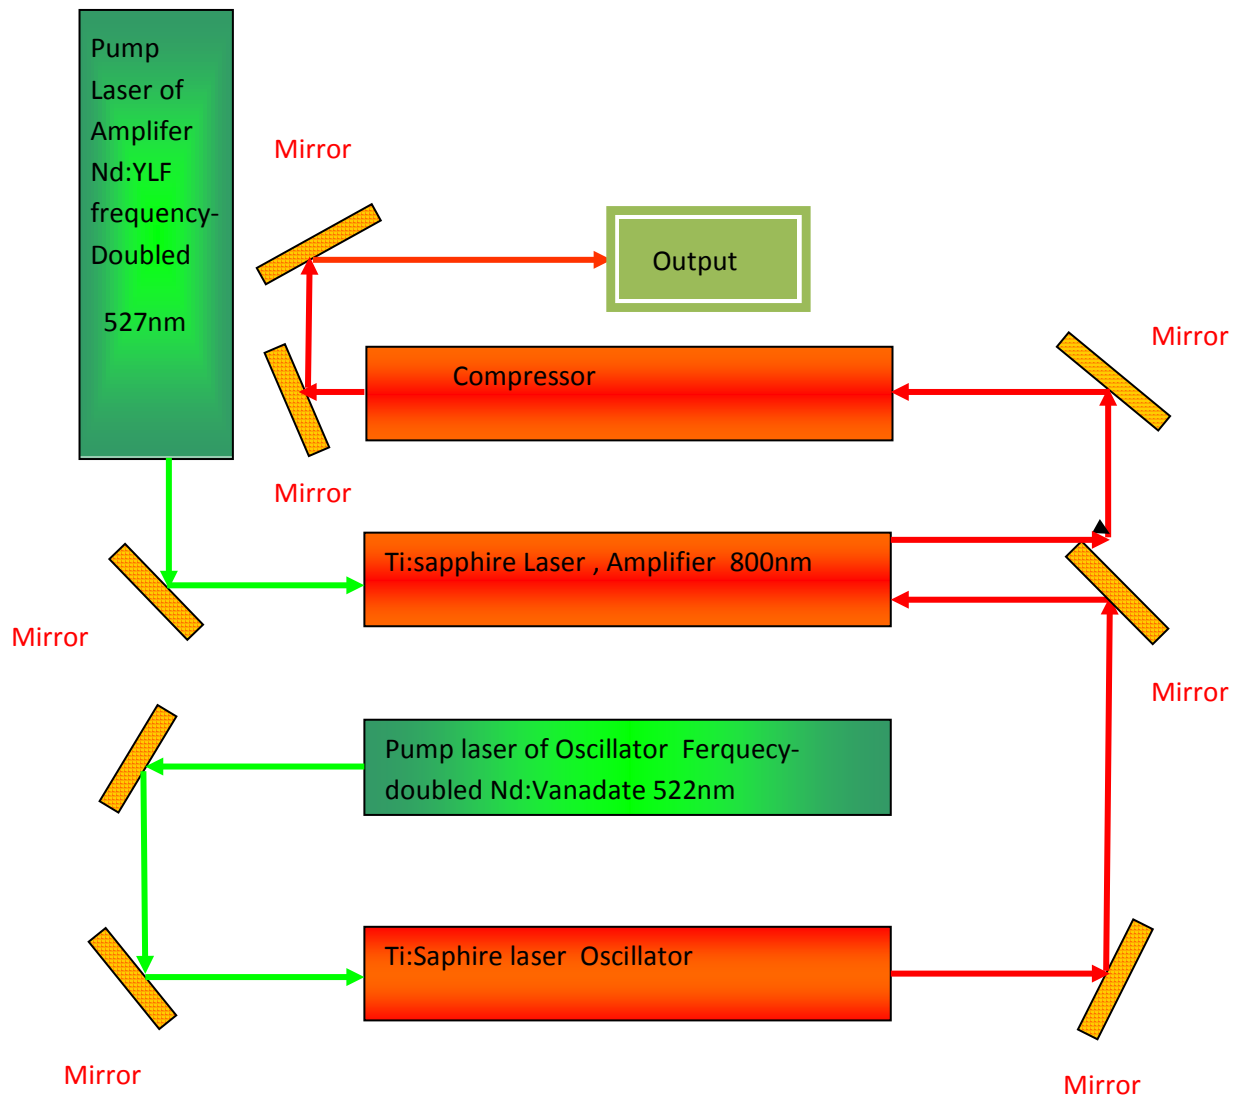 Pump
Laser of
Amplifer
Nd:YLF
frequency-
Doubled
527nm
Mirror
Output
Mirror
Compressor
Mirror
Ti:sapphire Laser , Amplifier 800nm
Mirror
Mirror
Pump laser of Oscillator Ferquecy-
doubled Nd:Vanadate 522nm
Ti:Saphire laser Oscillator
Mirror
Mirror